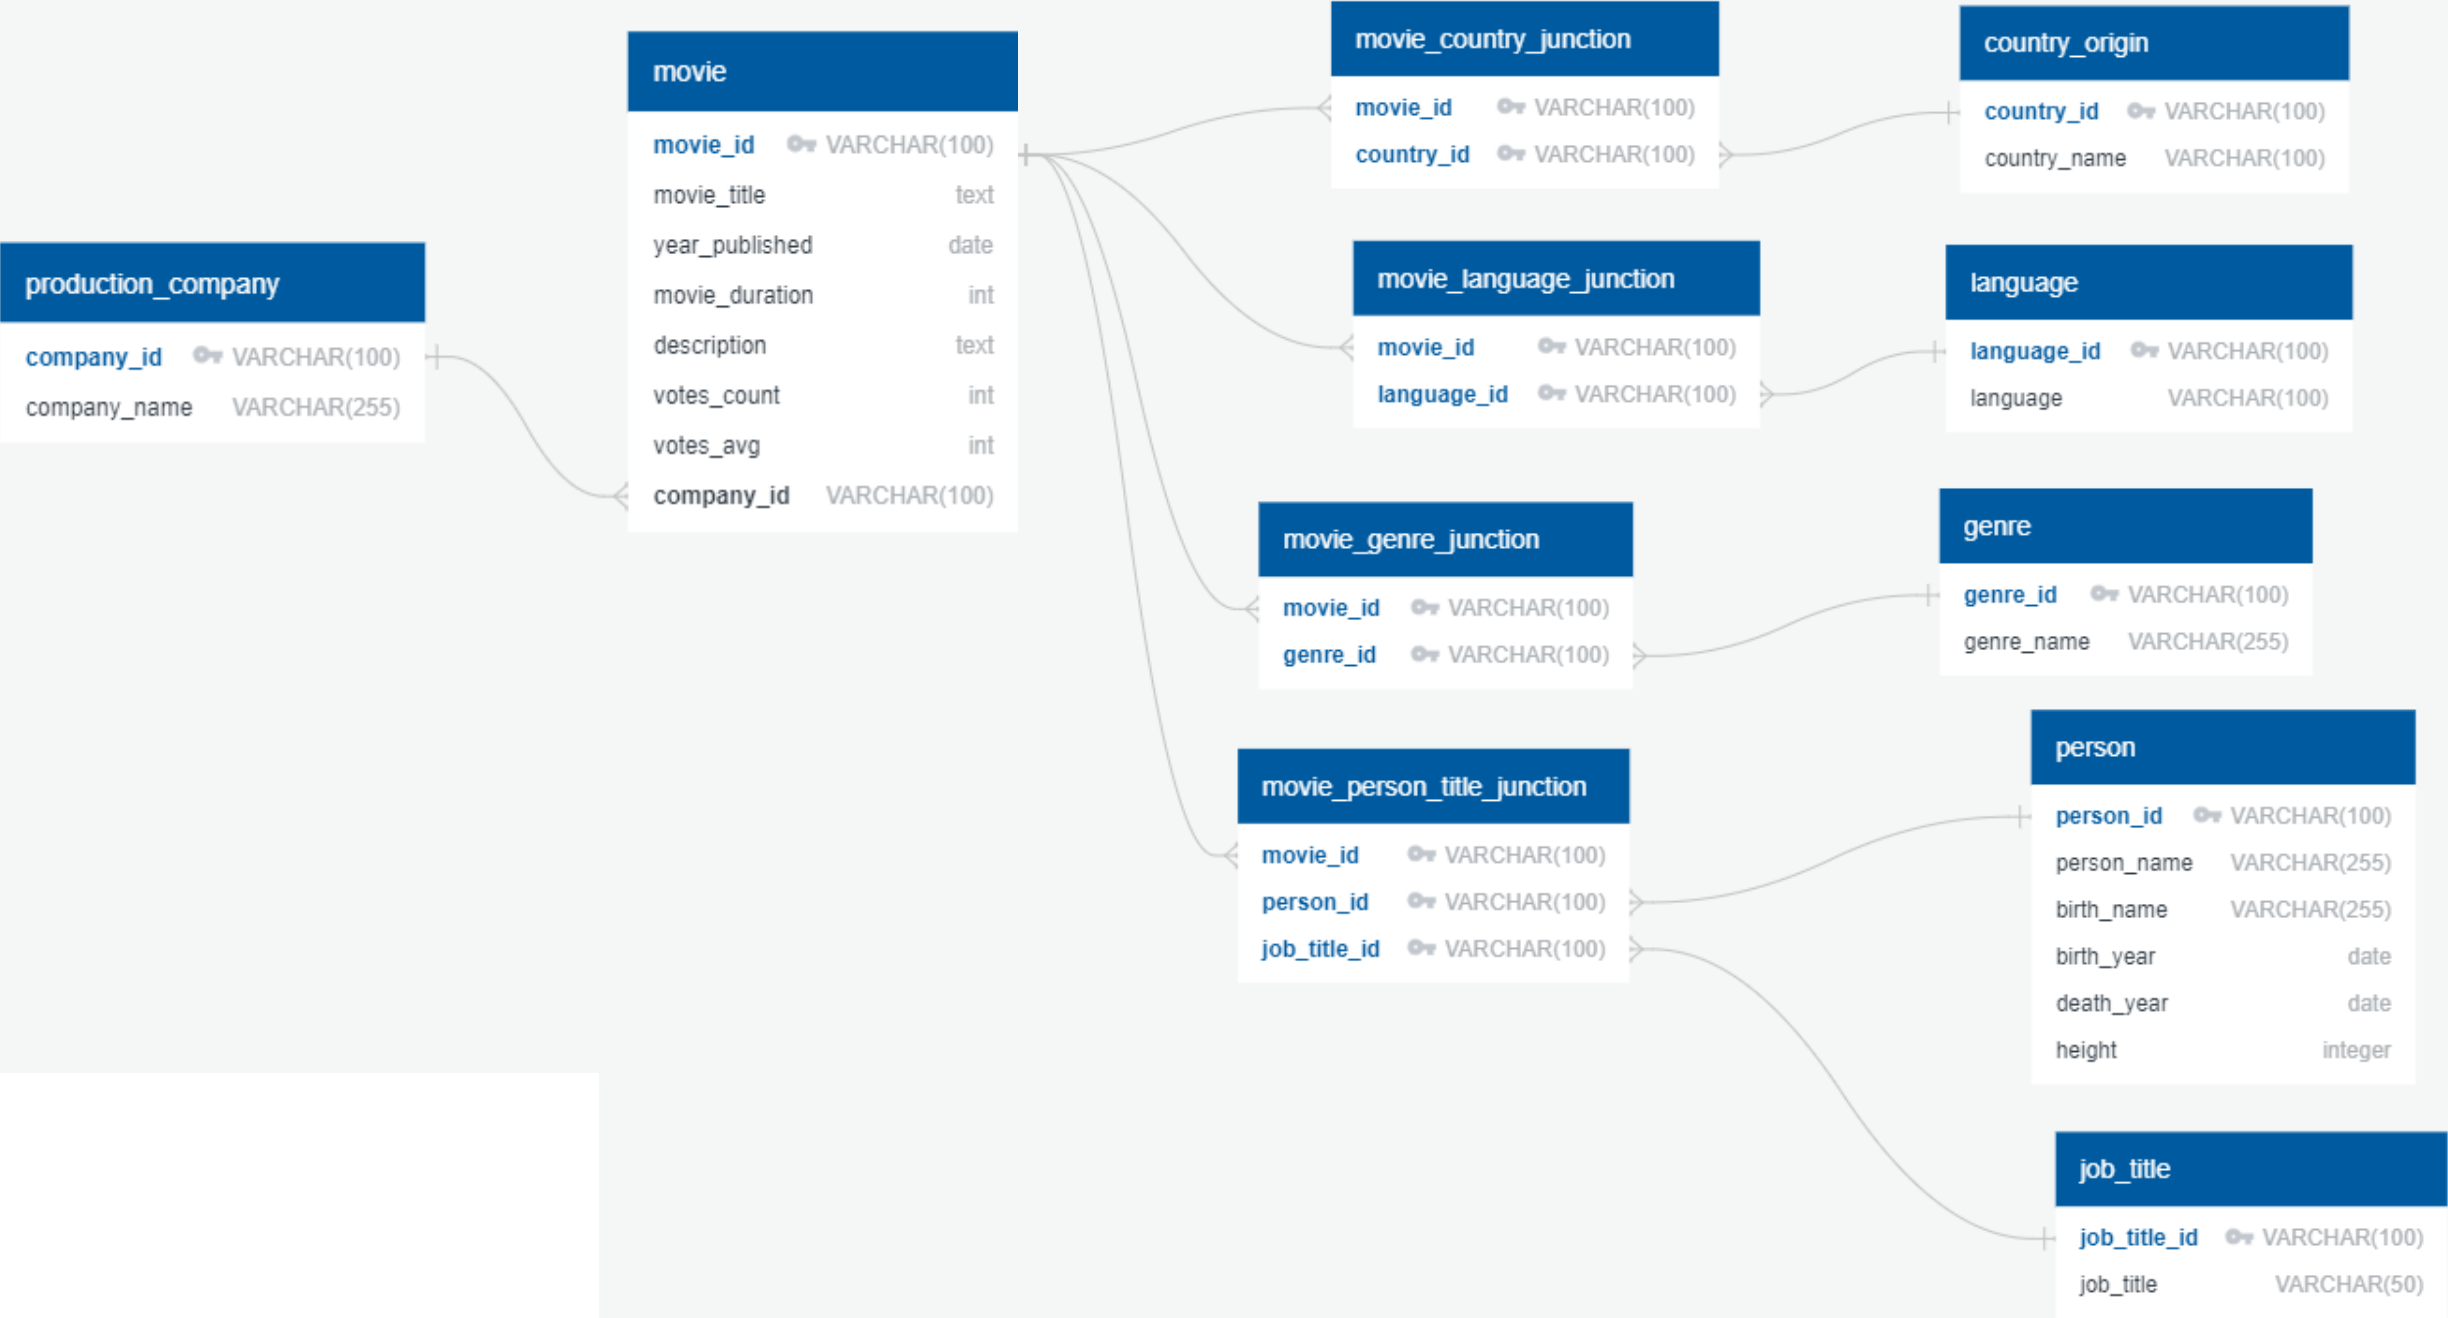 production_company
company_id VARCHAR(100)
company_name VARCHAR(255)
movie
movie_id VARCHAR(100)
movie_title text
year_published date
movie_duration int
description text
votes_count int
votes_avg int
company_id VARCHAR(100)
movie_country_junction
movie_id VARCHAR(100)
country_id VARCHAR(100)
country_origin
country_id VARCHAR(100)
country_name VARCHAR(100)
movie_language_junction
movie_id VARCHAR(100)
language_id VARCHAR(100)
language
language_id VARCHAR(100)
language VARCHAR(100)
movie_genre_junction
movie_id VARCHAR(100)
genre_id VARCHAR(100)
genre
genre_id VARCHAR(100)
genre_name VARCHAR(255)
movie_person_title_junction
movie_id VARCHAR(100)
person_id VARCHAR(100)
job_title_id VARCHAR(100)
person
person_id VARCHAR(100)
person_name VARCHAR(255)
birth_name VARCHAR(255)
birth_year date
death_year date
height integer
job_title
job_title_id VARCHAR(100)
job_title VARCHAR(50)